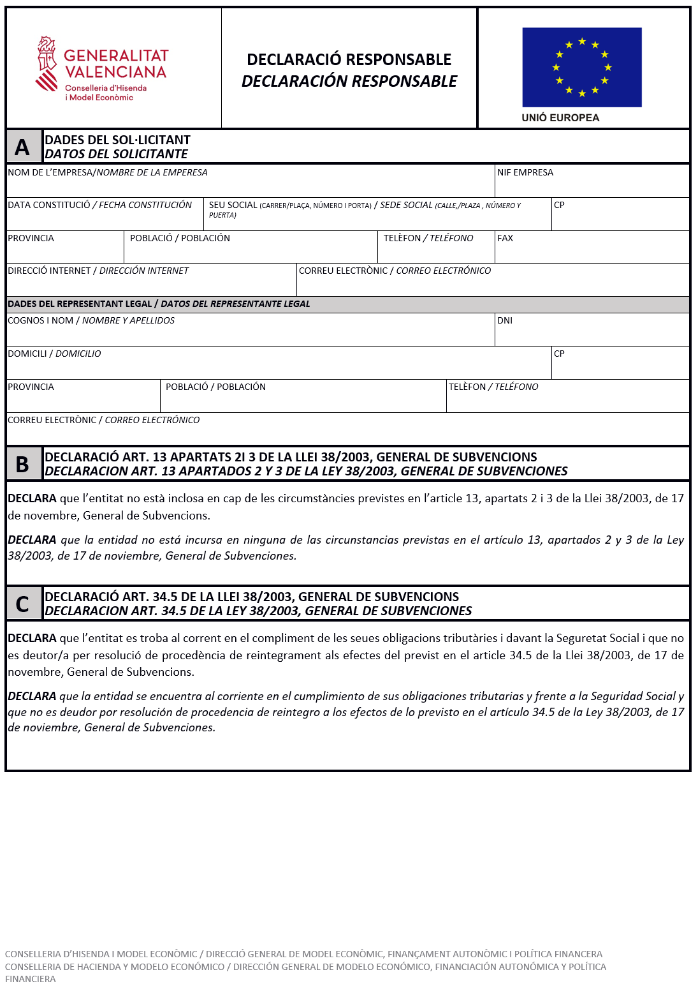 GENERALITAT
VALENCIANA
Conselleria d'Hisenda
i Model Econòmic
DECLARACIÓ RESPONSABLE
DECLARACIÓN RESPONSABLE
UNIÓ EUROPEA
A
DADES DEL SOL·LICITANT
DATOS DEL SOLICITANTE
NOM DE L'EMPRESA/NOMBRE DE LA EMPERESA
NIF EMPRESA
DATA CONSTITUCIÓ / FECHA CONSTITUCIÓN
SEU SOCIAL (CARRER/PLAÇA, NÚMERO I PORTA) / SEDE SOCIAL (CALLE,/PLAZA , NÚMERO Y
PUERTA)
CP
PROVINCIA
POBLACIÓ / POBLACIÓN
TELÈFON / TELÉFONO
FAX
DIRECCIÓ INTERNET / DIRECCIÓN INTERNET
CORREU ELECTRÒNIC / CORREO ELECTRÓNICO
DADES DEL REPRESENTANT LEGAL / DATOS DEL REPRESENTANTE LEGAL
COGNOS I NOM / NOMBRE Y APELLIDOS
DNI
DOMICILI / DOMICILIO
CP
PROVINCIA
POBLACIÓ / POBLACIÓN
TELÈFON / TELÉFONO
CORREU ELECTRÒNIC / CORREO ELECTRÓNICO
B
DECLARACIÓ ART. 13 APARTATS 2I 3 DE LA LLEI 38/2003, GENERAL DE SUBVENCIONS
DECLARACION ART. 13 APARTADOS 2 Y 3 DE LA LEY 38/2003, GENERAL DE SUBVENCIONES
DECLARA que l'entitat no està inclosa en cap de les circumstàncies previstes en l'article 13, apartats 2 i 3 de la Llei 38/2003, de 17
de novembre, General de Subvencions.
DECLARA que la entidad no está incursa en ninguna de las circunstancias previstas en el artículo 13, apartados 2 y 3 de la Ley
38/2003, de 17 de noviembre, General de Subvenciones.
C
DECLARACIÓ ART. 34.5 DE LA LLEI 38/2003, GENERAL DE SUBVENCIONS
DECLARACION ART. 34.5 DE LA LEY 38/2003, GENERAL DE SUBVENCIONES
DECLARA que l'entitat es troba al corrent en el compliment de les seues obligacions tributàries i davant la Seguretat Social i que no
es deutor/a per resolució de procedència de reintegrament als efectes del previst en el article 34.5 de la Llei 38/2003, de 17 de
novembre, General de Subvencions.
DECLARA que la entidad se encuentra al corriente en el cumplimiento de sus obligaciones tributarias y frente a la Seguridad Social y
que no es deudor por resolución de procedencia de reintegro a los efectos de lo previsto en el artículo 34.5 de la Ley 38/2003, de 17
de noviembre, General de Subvenciones.
CONSELLERIA D'HISENDA I MODEL ECONÒMIC / DIRECCIÓ GENERAL DE MODEL ECONÒMIC, FINANÇAMENT AUTONÒMIC I POLÍTICA FINANCERA
CONSELLERIA DE HACIENDA Y MODELO ECONÓMICO / DIRECCIÓN GENERAL DE MODELO ECONÓMICO, FINANCIACIÓN AUTONÓMICA Y POLÍTICA
FINANCIERA